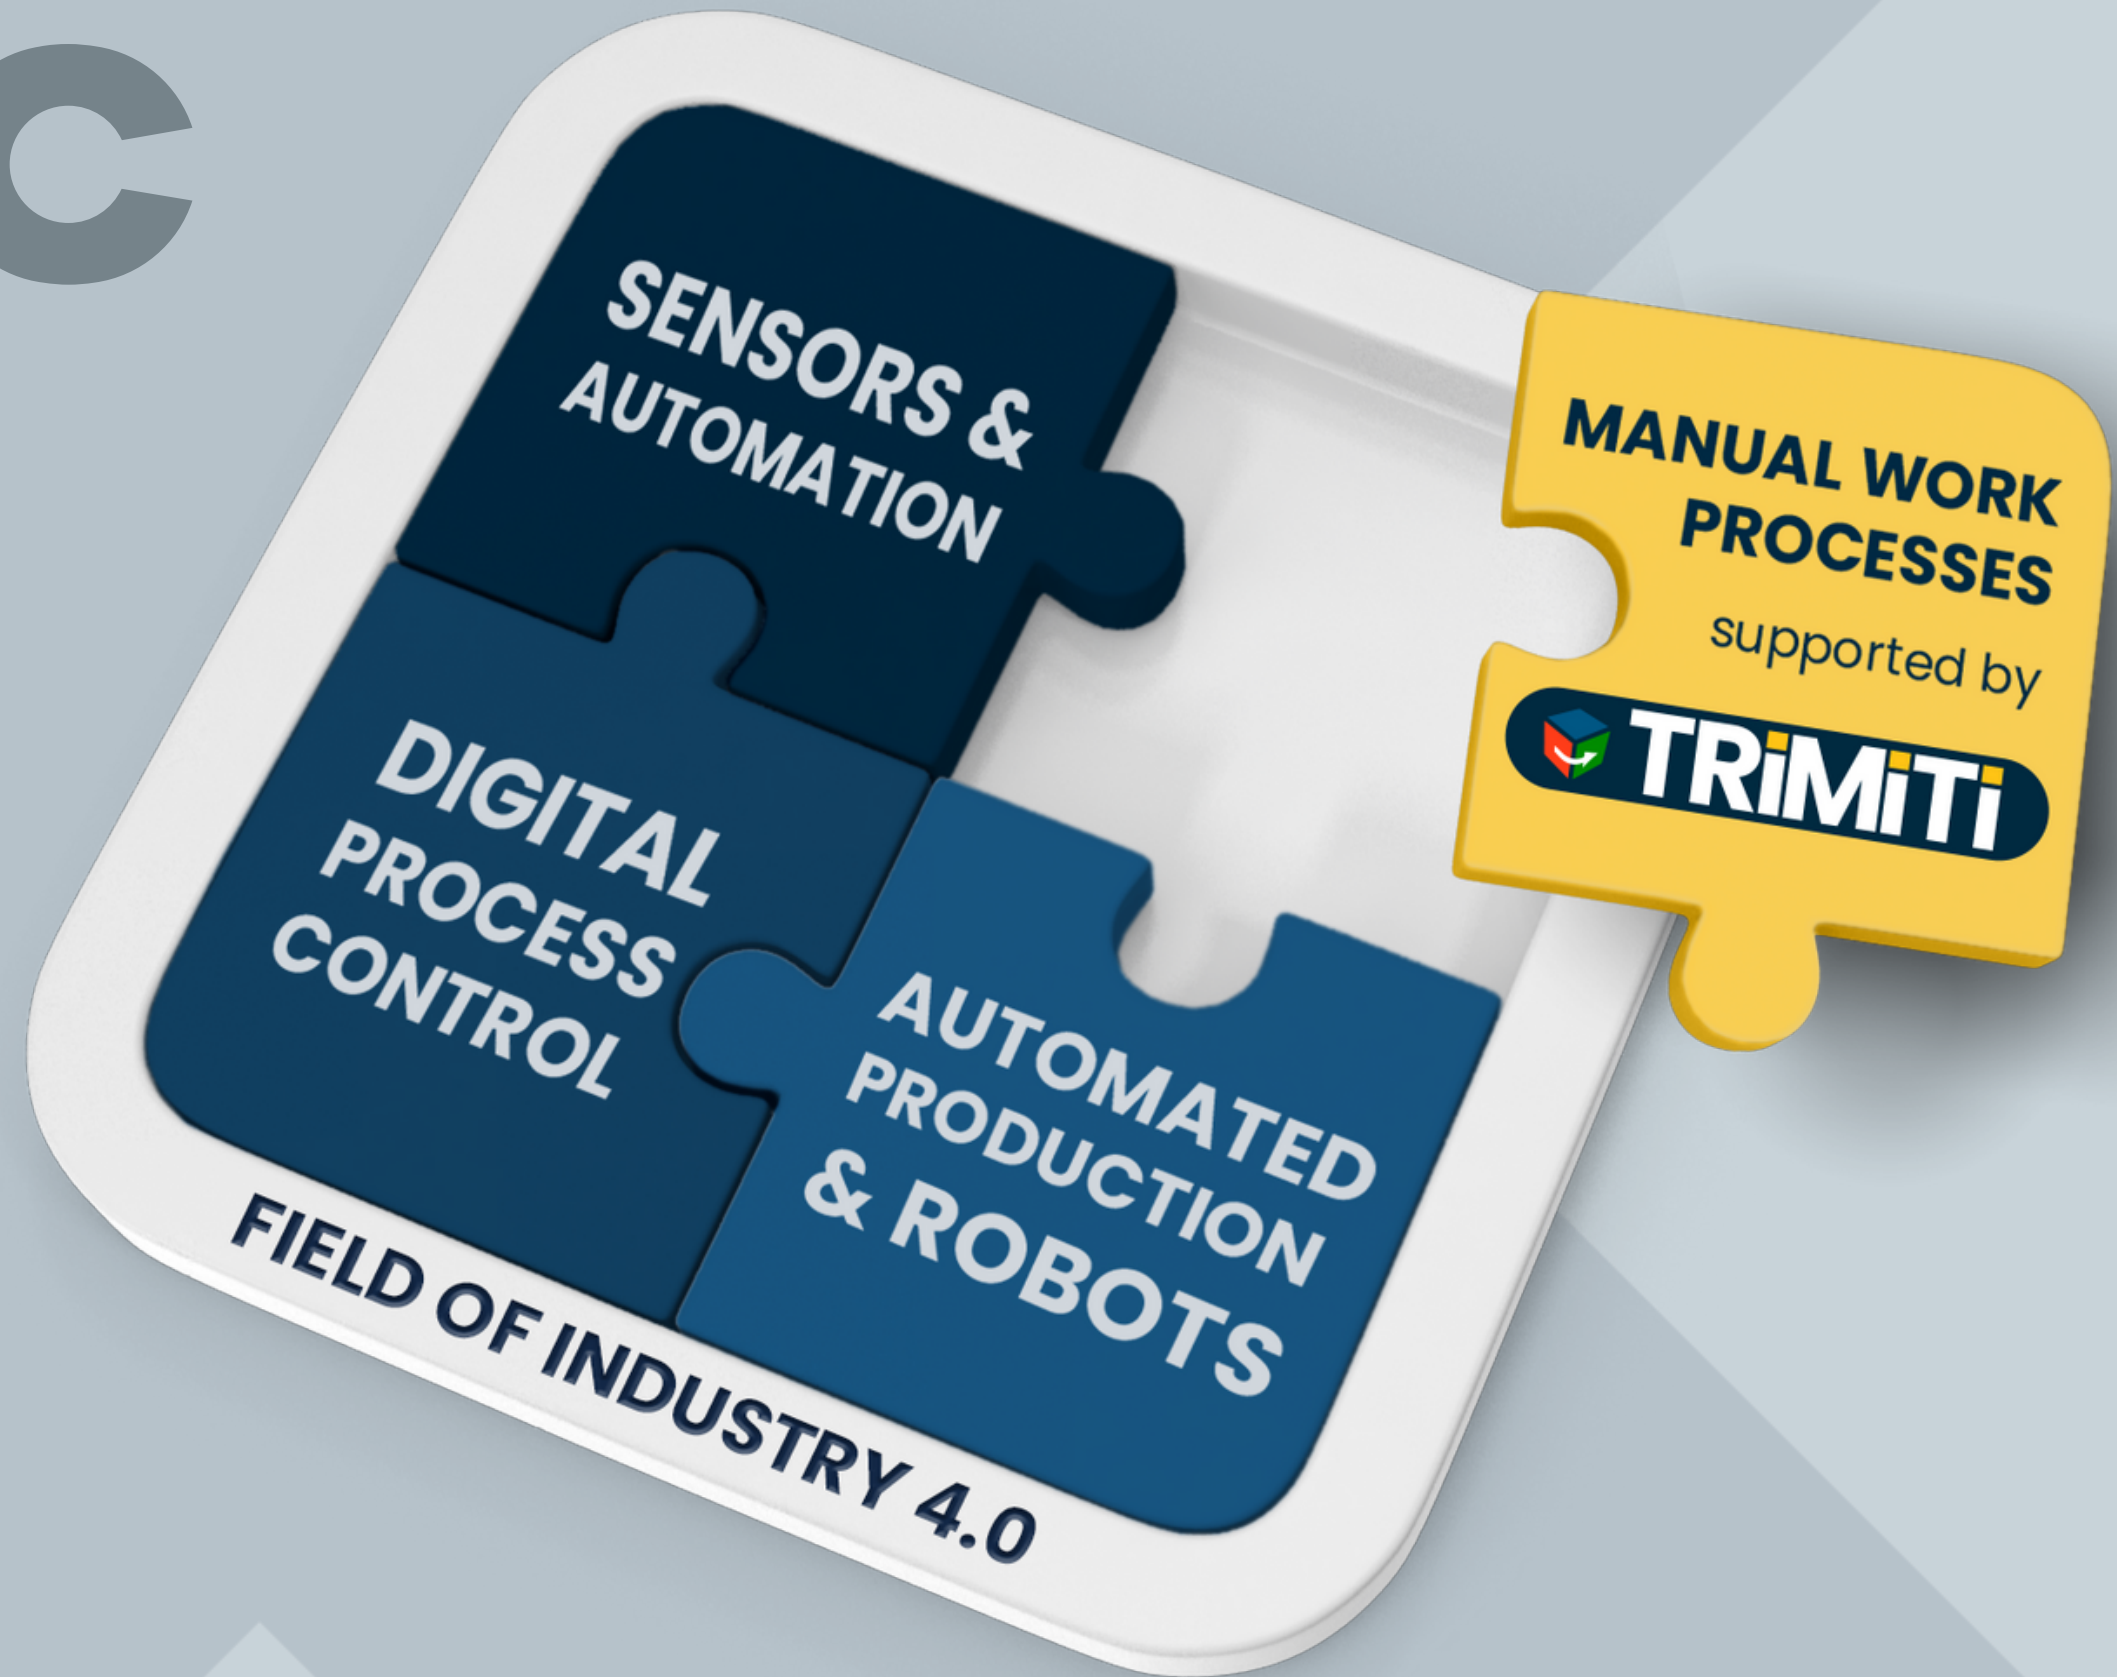 C
SENSORS &
AUTOMATION
MANUAL WORK
PROCESSES
supported by
TRiMiTi
DIGITAL
PROCESS
CONTROL
AUTOMATED
PRODUCTION
& ROBOTS
FIELD OF INDUSTRY 4.0